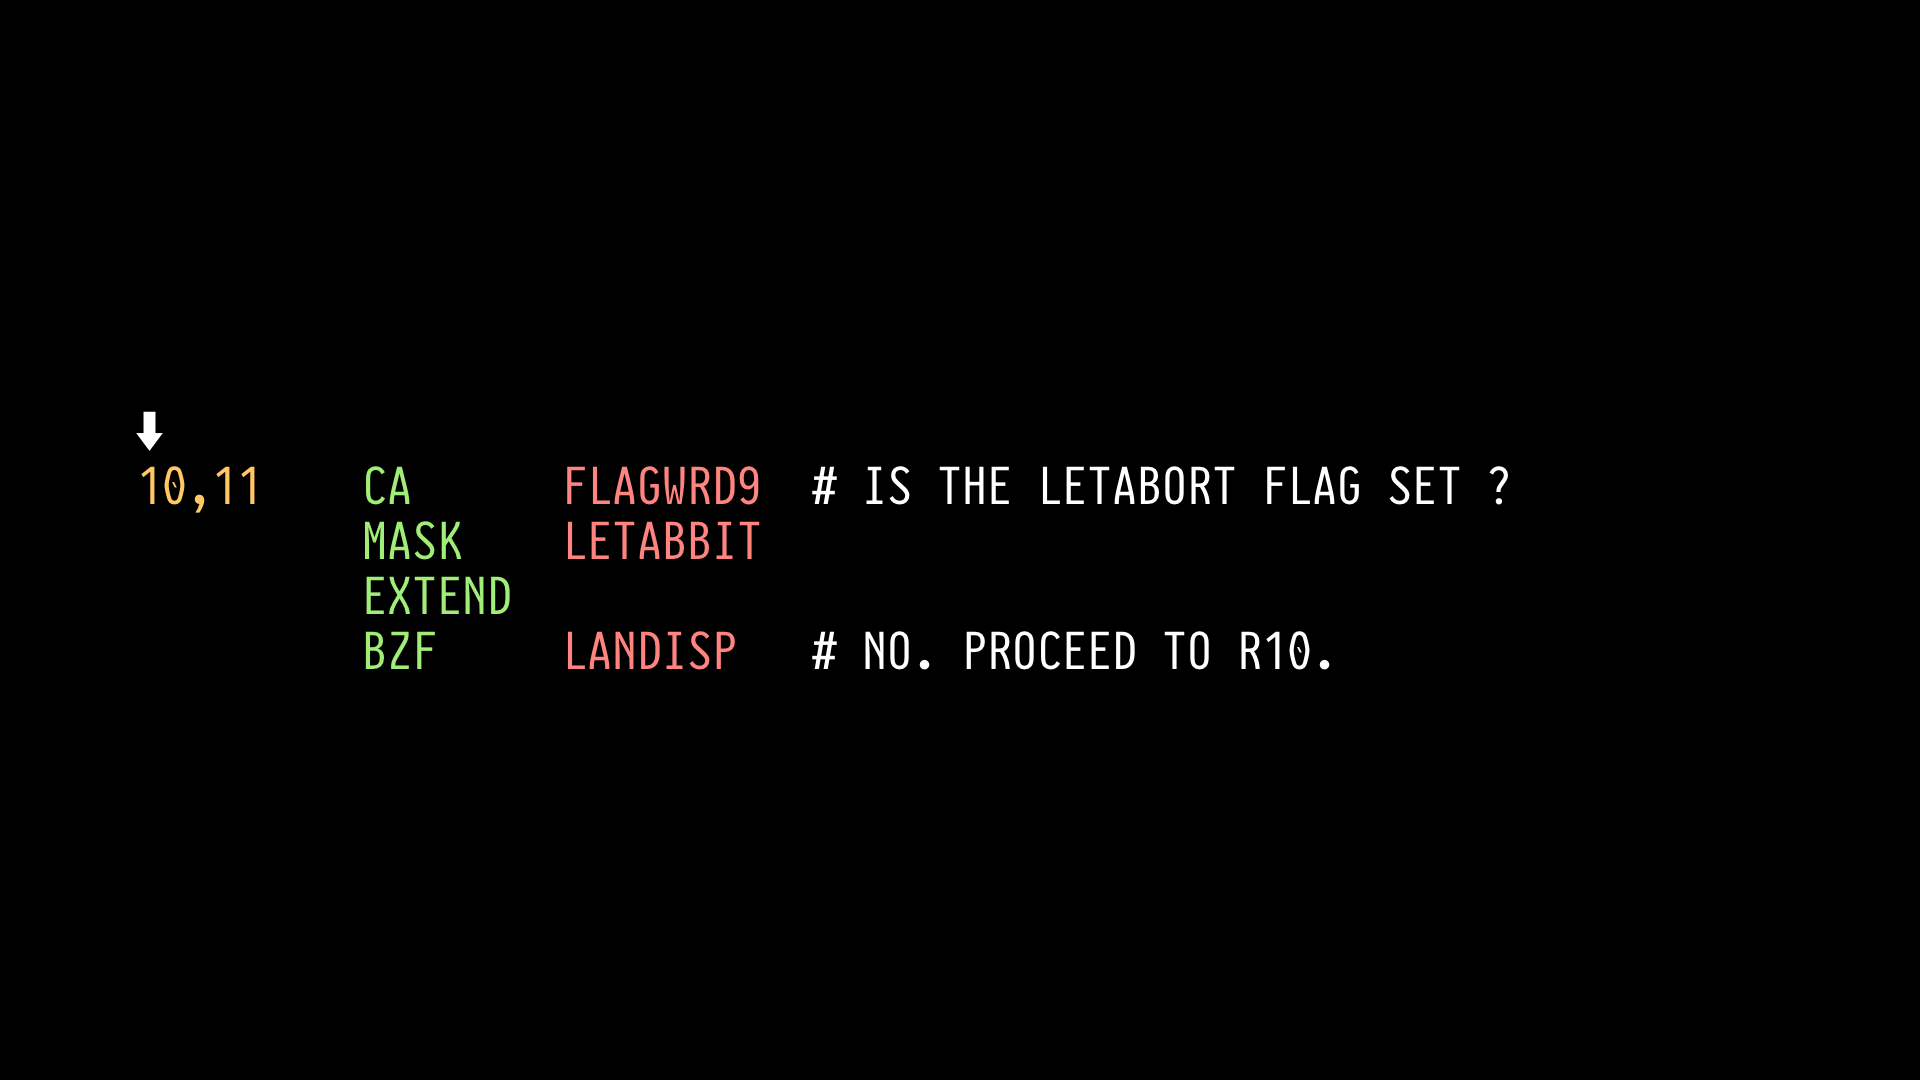 10,11 CA FLAGWRD9 # IS THE LETABORT FLAG SET ?
MASK LETABBIT
EXTEND
BZF LANDISP # NO. PROCEED TO R10.